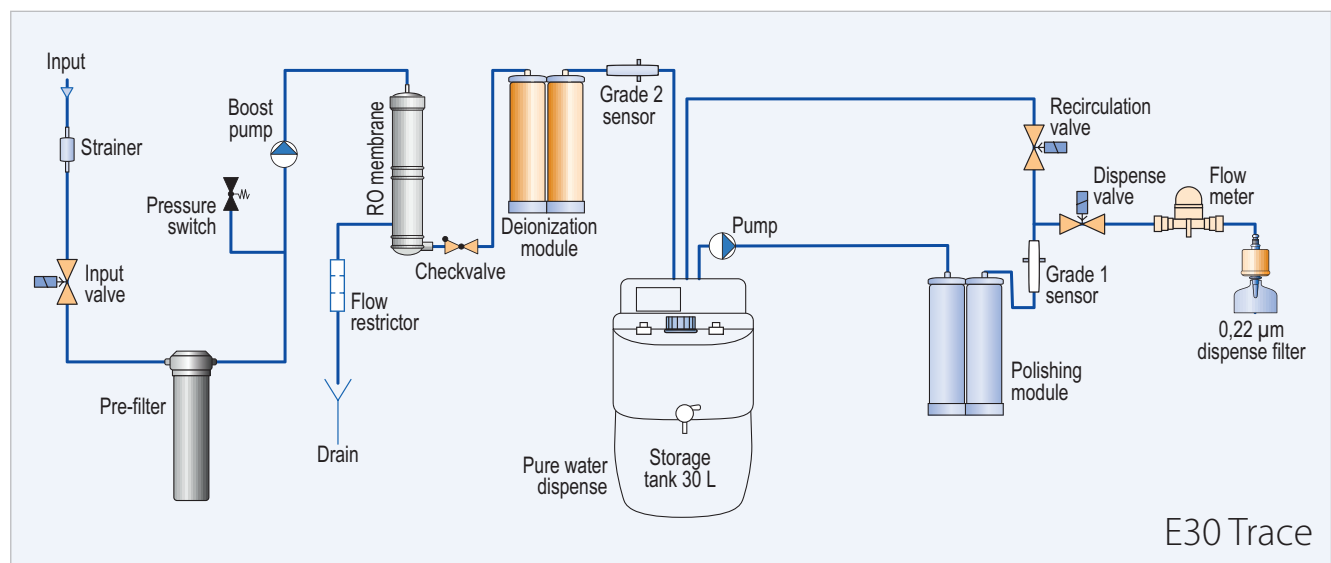 Input
Strainer
Boost
pump
Pressure
switch
Input
valve
Pre-filter
RO membrane
Flow
restrictor
Drain
Checkvalve
Deionization
module
Grade 2
sensor
Pump
Pure water
dispense
Storage
tank 30 L
Recirculation
valve
Dispense
valve
Flow
meter
Grade 1
sensor
Polishing
module
0,22 µm
dispense filter
E30 Trace